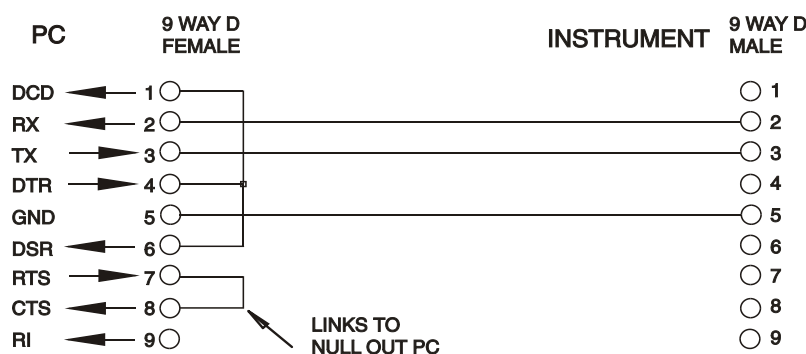 PC
9 WAY D
FEMALE
INSTRUMENT
9 WAY D
MALE
DCD 1 1
RX 2 2
TX 3 3
DTR 4 4
GND 5 5
DSR 6 6
RTS 7 7
CTS 8 8
RI 9 9
LINKS TO
NULL OUT PC